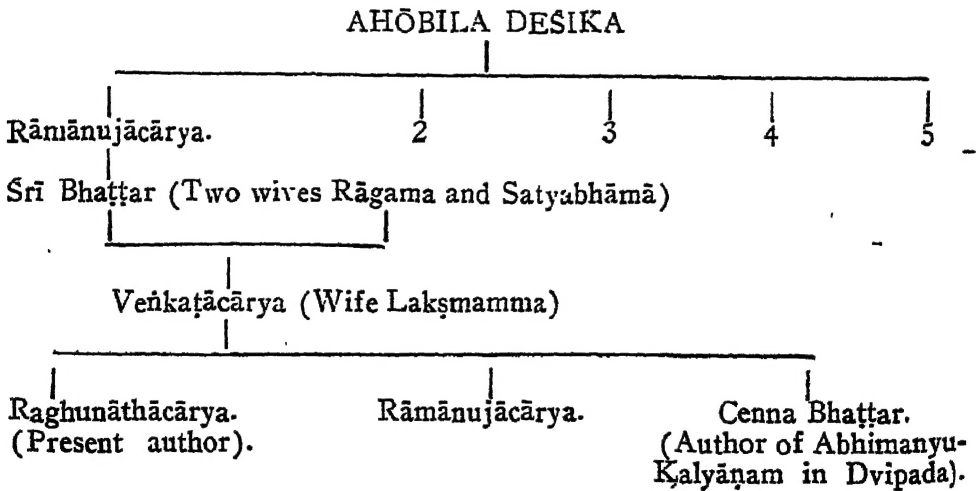 AHŌBILA DEŚIKA
Rāmānujācārya. 2 3 4 5
Śrī Bhaṭṭar (Two wives Rāgama and Satyabhāmā)
Veṅkaṭācārya (Wife Lakṣmamma)
Raghunāthācārya. Rāmānujācārya. Cenna Bhaṭṭar.
(Present author). (Author of Abhimanyu-
Ḳalyāṇam in Dvipada).